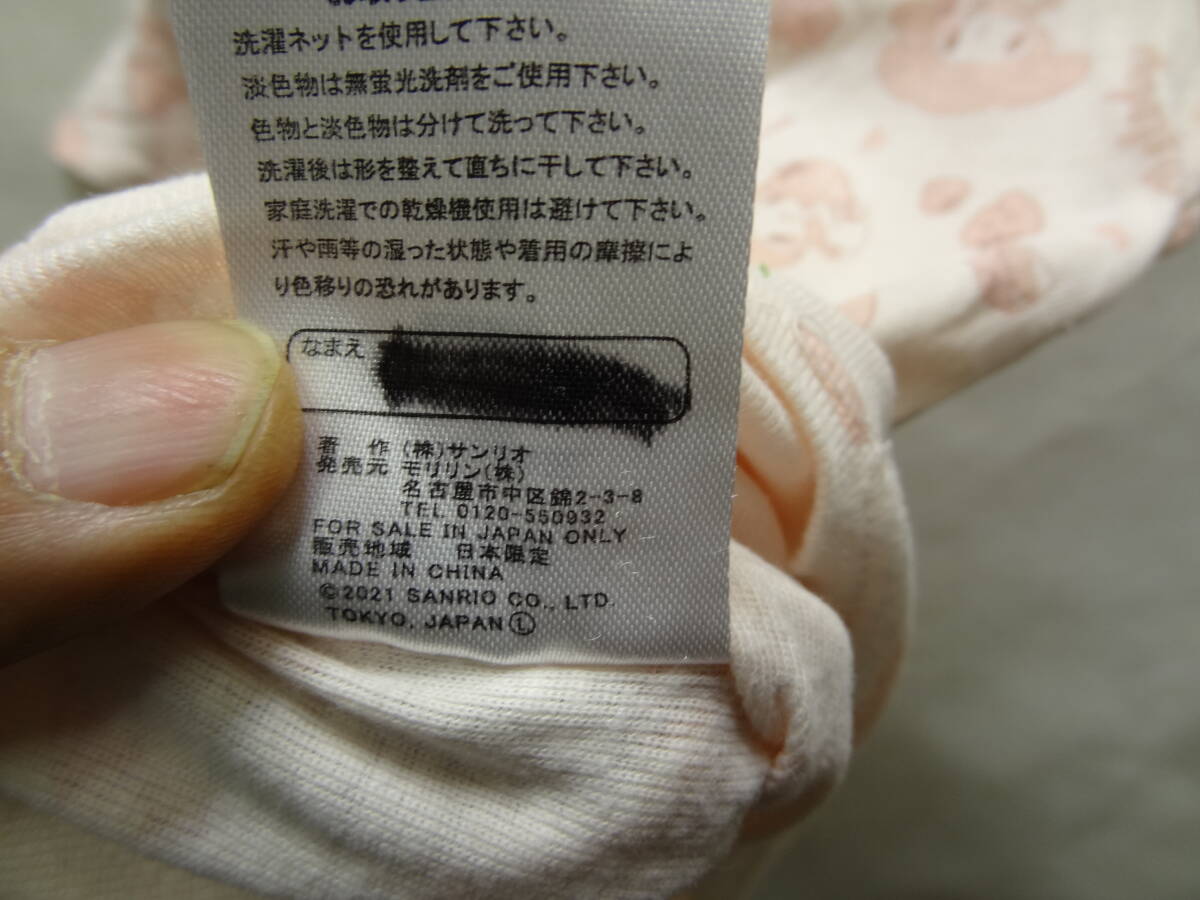 洗濯ネットを使用して下さい。
淡色物は無蛍光洗剤をご使用下さい。
色物と淡色物は分けて洗って下さい。
洗濯後は形を整えて直ちに干して下さい。
家庭洗濯での乾燥機使用は避けて下さい。
汗や雨等の湿った状態や着用の摩擦によ
り色移りの恐れがあります。
なまえ
著 作 (株)サンリオ
発売元 モリリン(株)
名古屋市中区錦2-3-8
TEL 0120-550932
FOR SALE IN JAPAN ONLY
販売地域 日本限定
MADE IN CHINA
©2021 SANRIO CO., LTD.
TOKYO, JAPAN Ⓛ